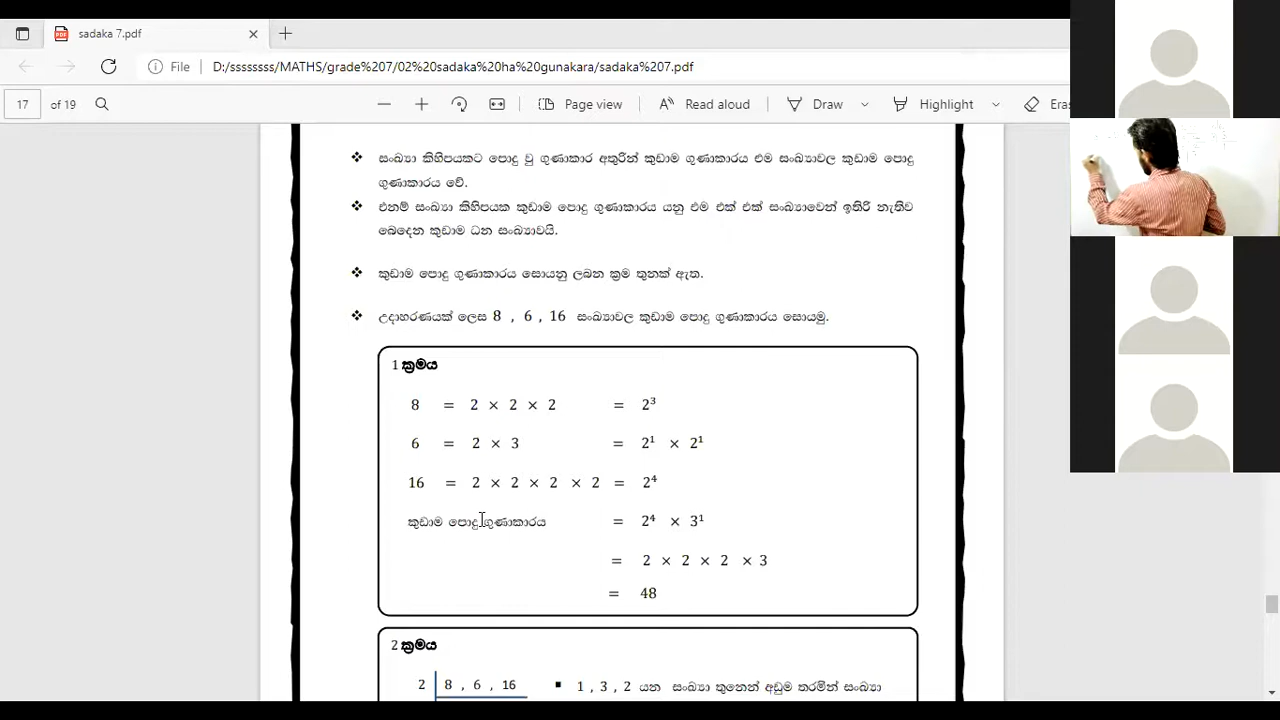 sadaka 7.pdf
File D:/ssssssss/MATHS/grade%207/02%20sadaka%20ha%20gunakara/sadaka%207.pdf
17 of 19 Page view Read aloud Draw Highlight Eras
❖ සංඛ්‍යා කිහිපයකට පොදු වු ගුණාකාර අතුරින් කුඩාම ගුණාකාරය එම සංඛ්‍යාවල කුඩාම පොදු
ගුණාකාරය වේ.
❖ එනම් සංඛ්‍යා කිහිපයක කුඩාම පොදු ගුණාකාරය යනු එම එක් එක් සංඛ්‍යාවෙන් ඉතිරි නැතිව
බෙදෙන කුඩාම ධන සංඛ්‍යාවයි.
❖ කුඩාම පොදු ගුණාකාරය සොයනු ලබන ක්‍රම තුනක් ඇත.
❖ උදාහරණයක් ලෙස 8 , 6 , 16 සංඛ්‍යාවල කුඩාම පොදු ගුණාකාරය සොයමු.
1 ක්‍රමය
8 = 2 × 2 × 2 = 2³
6 = 2 × 3 = 2¹ × 2¹
16 = 2 × 2 × 2 × 2 = 2⁴
කුඩාම පොදු ගුණාකාරය = 2⁴ × 3¹
= 2 × 2 × 2 × 3
= 48
2 ක්‍රමය
2 8 , 6 , 16 ▪ 1 , 3 , 2 යන සංඛ්‍යා තුනෙන් අඩුම තරමින් සංඛ්‍යා